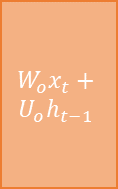 W_o x_t +
U_o h_{t-1}